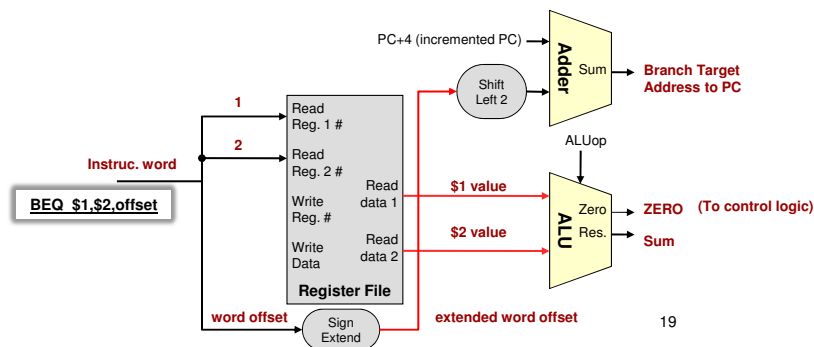 PC+4 (incremented PC)
Adder
Sum
Branch Target
Address to PC
Shift
Left 2
1
Read
Reg. 1 #
2
Read
Reg. 2 #
Instruc. word
BEQ $1,$2,offset
Write
Reg. #
Write
Data
Read
data 1
Read
data 2
Register File
$1 value
$2 value
ALUop
ALU
Zero
Res.
ZERO
(To control logic)
Sum
word offset
Sign
Extend
extended word offset
19